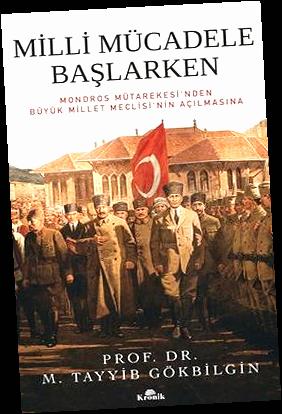 MİLLİ MÜCADELE
BAŞLARKEN
MONDROS MÜTAREKESİ'NDEN
BÜYÜK MİLLET MECLİSİ'NİN AÇILMASINA
PROF. DR.
M. TAYYİB GÖKBİLGİN
Kronik